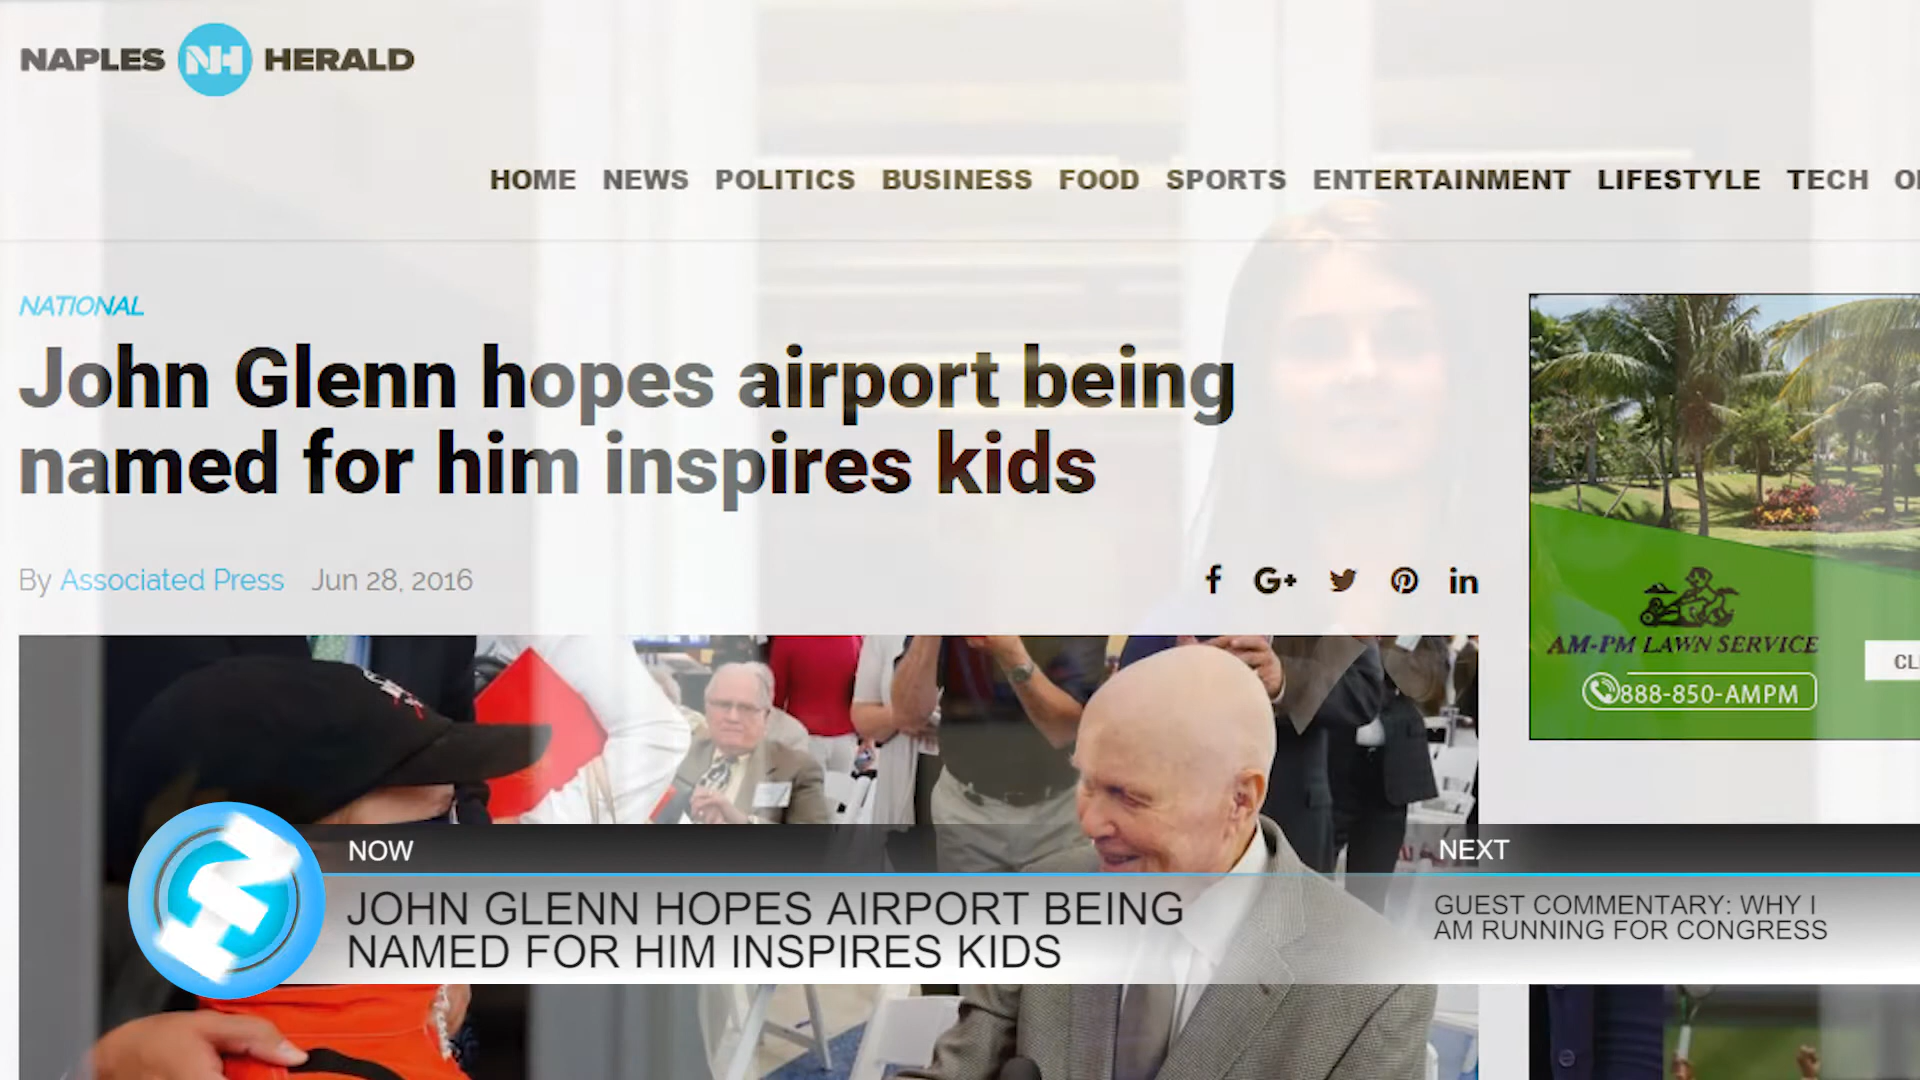 NAPLES NH HERALD
HOME NEWS POLITICS BUSINESS FOOD SPORTS ENTERTAINMENT LIFESTYLE TECH
NATIONAL
John Glenn hopes airport being
named for him inspires kids
By Associated Press Jun 28, 2016
f G+ in
AM-PM LAWN SERVICE
888-850-AMPM
NOW
JOHN GLENN HOPES AIRPORT BEING
NAMED FOR HIM INSPIRES KIDS
NEXT
GUEST COMMENTARY: WHY I
AM RUNNING FOR CONGRESS